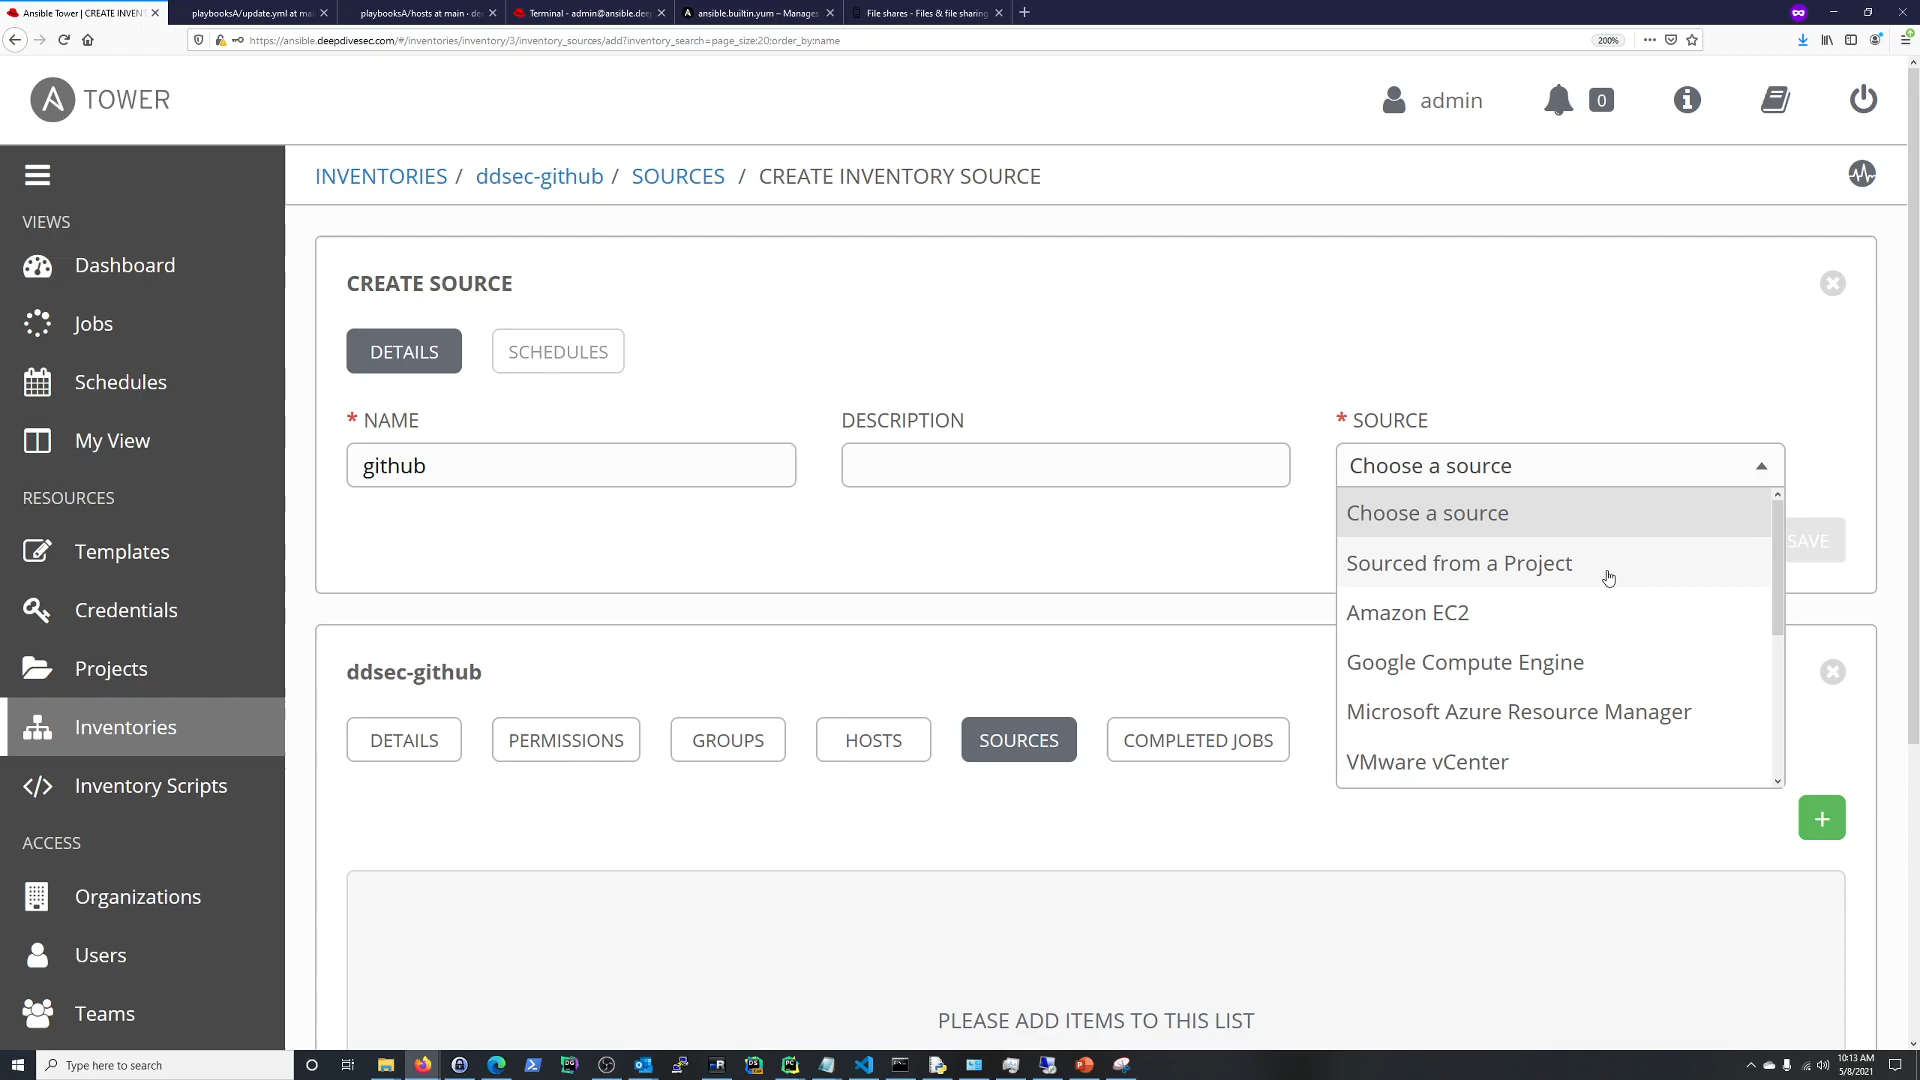 Ansible Tower | CREATE INVENT
playbooksA/update.yml at mai
playbooksA/hosts at main · de
Terminal - admin@ansible.dee
ansible.builtin.yum – Manages
File shares - Files & file sharing
https://ansible.deepdivesec.com/#/inventories/inventory/3/inventory_sources/add?inventory_search=page_size:20;order_by:name
200%
A TOWER
admin
0
INVENTORIES / ddsec-github / SOURCES / CREATE INVENTORY SOURCE
VIEWS
Dashboard
Jobs
Schedules
My View
RESOURCES
Templates
Credentials
Projects
Inventories
Inventory Scripts
ACCESS
Organizations
Users
Teams
CREATE SOURCE
DETAILS
SCHEDULES
* NAME
DESCRIPTION
* SOURCE
github
Choose a source
Choose a source
Sourced from a Project
Amazon EC2
Google Compute Engine
Microsoft Azure Resource Manager
VMware vCenter
SAVE
ddsec-github
DETAILS
PERMISSIONS
GROUPS
HOSTS
SOURCES
COMPLETED JOBS
+
PLEASE ADD ITEMS TO THIS LIST
Type here to search
10:13 AM
5/8/2021